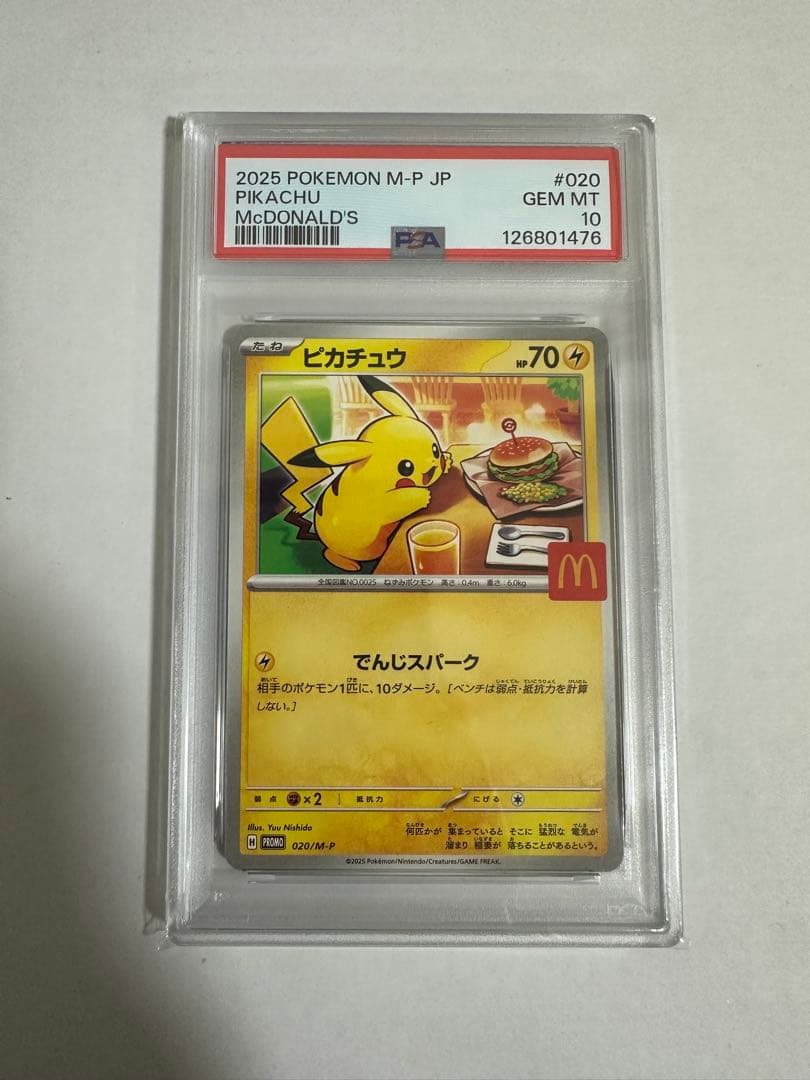 2025 POKEMON M-P JP #020
PIKACHU GEM MT
McDONALD'S 10
PSA 126801476
たね ピカチュウ HP70
全国図鑑NO.0025 ねずみポケモン 高さ:0.4m 重さ:6.0kg
でんじスパーク
相手のポケモン1匹に、10ダメージ。[ベンチは弱点・抵抗力を計算
しない。]
弱点 ×2 抵抗力 にげる
Illus. Yuu Nishida
何匹かが 集まっていると そこに 猛烈な 電気が
溜まり 稲妻が 落ちることがあるという。
H PROMO 020/M-P
©2025 Pokémon/Nintendo/Creatures/GAME FREAK.